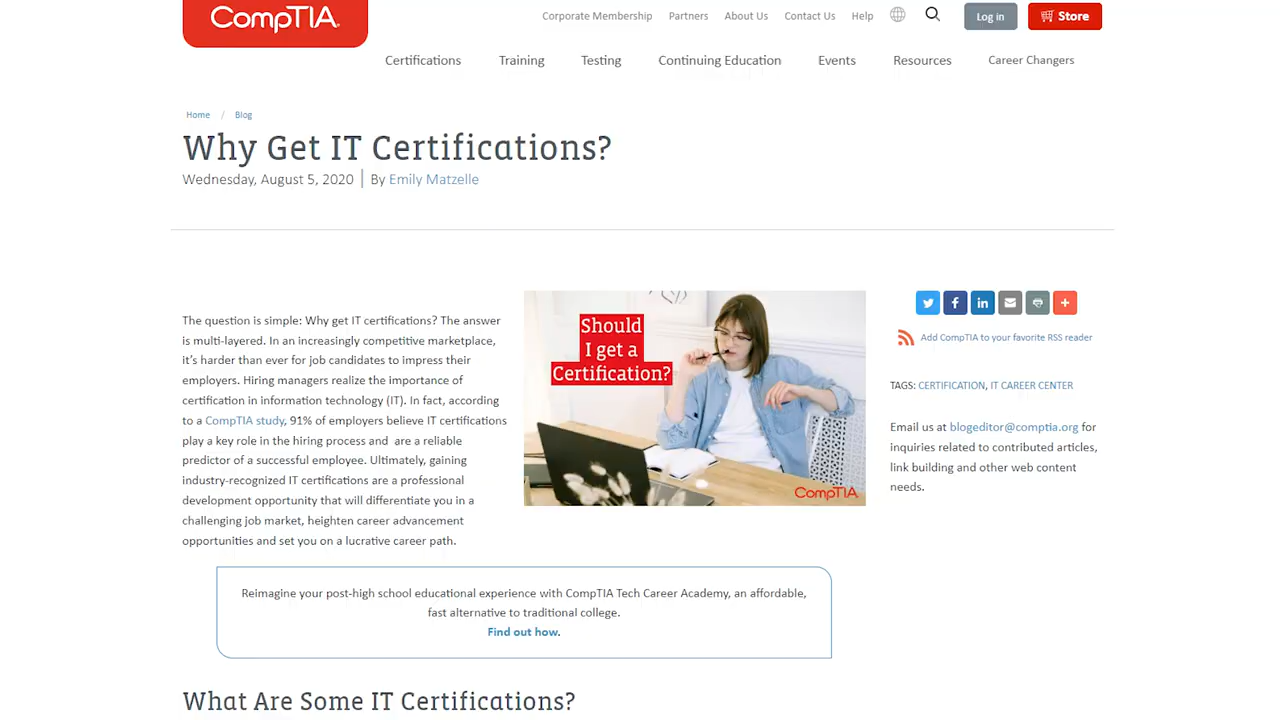 CompTIA.
Corporate Membership Partners About Us Contact Us Help Log in Store
Certifications Training Testing Continuing Education Events Resources Career Changers
Home / Blog
Why Get IT Certifications?
Wednesday, August 5, 2020 | By Emily Matzelle
The question is simple: Why get IT certifications? The answer
is multi-layered. In an increasingly competitive marketplace,
it's harder than ever for job candidates to impress their
employers. Hiring managers realize the importance of
certification in information technology (IT). In fact, according
to a CompTIA study, 91% of employers believe IT certifications
play a key role in the hiring process and are a reliable
predictor of a successful employee. Ultimately, gaining
industry-recognized IT certifications are a professional
development opportunity that will differentiate you in a
challenging job market, heighten career advancement
opportunities and set you on a lucrative career path.
Should
I get a
Certification?
CompTIA.
Add CompTIA to your favorite RSS reader
TAGS: CERTIFICATION, IT CAREER CENTER
Email us at blogeditor@comptia.org for
inquiries related to contributed articles,
link building and other web content
needs.
Reimagine your post-high school educational experience with CompTIA Tech Career Academy, an affordable,
fast alternative to traditional college.
Find out how.
What Are Some IT Certifications?